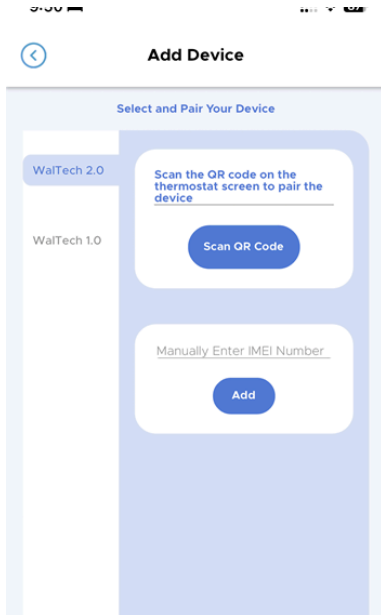 Add Device
Select and Pair Your Device
WalTech 2.0
Scan the QR code on the
thermostat screen to pair the
device
Scan QR Code
WalTech 1.0
Manually Enter IMEI Number
Add